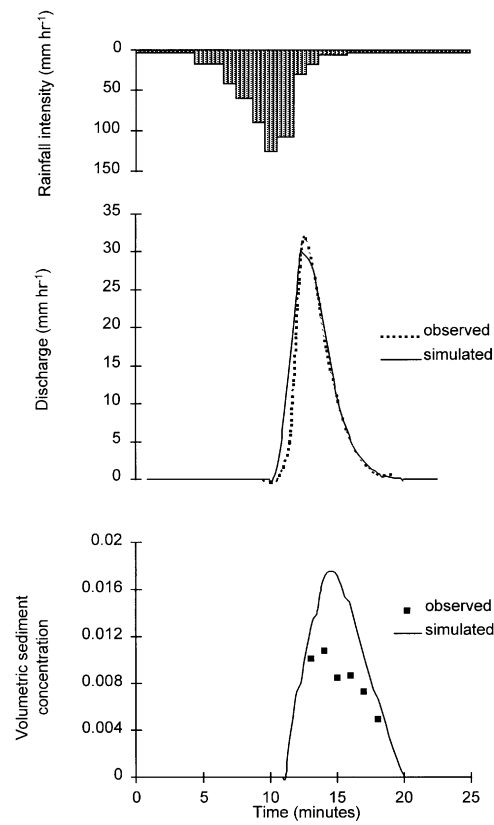 Rainfall intensity (mm hr⁻¹)
0
50
100
150
Discharge (mm hr⁻¹)
35
30
25
20
15
10
5
0
observed
simulated
Volumetric sediment
concentration
0.02
0.016
0.012
0.008
0.004
0
observed
simulated
0 5 10 15 20 25
Time (minutes)